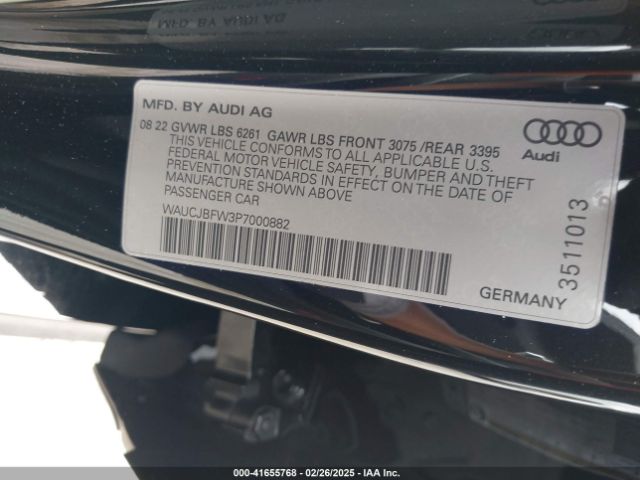 MFD. BY AUDI AG
08 22 GVWR LBS 6261 GAWR LBS FRONT 3075 /REAR 3395
THIS VEHICLE CONFORMS TO ALL APPLICABLE U.S.
FEDERAL MOTOR VEHICLE SAFETY, BUMPER AND THEFT
PREVENTION STANDARDS IN EFFECT ON THE DATE OF
MANUFACTURE SHOWN ABOVE
PASSENGER CAR
WAUCJBFW3P7000882
Audi
3511013
GERMANY
000-41655768 - 02/26/2025 - IAA Inc.